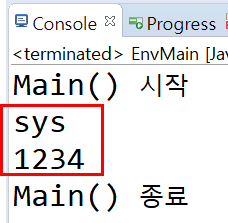 Console Progress
<terminated> EnvMain [Jav
Main() 시작
sys
1234
Main() 종료